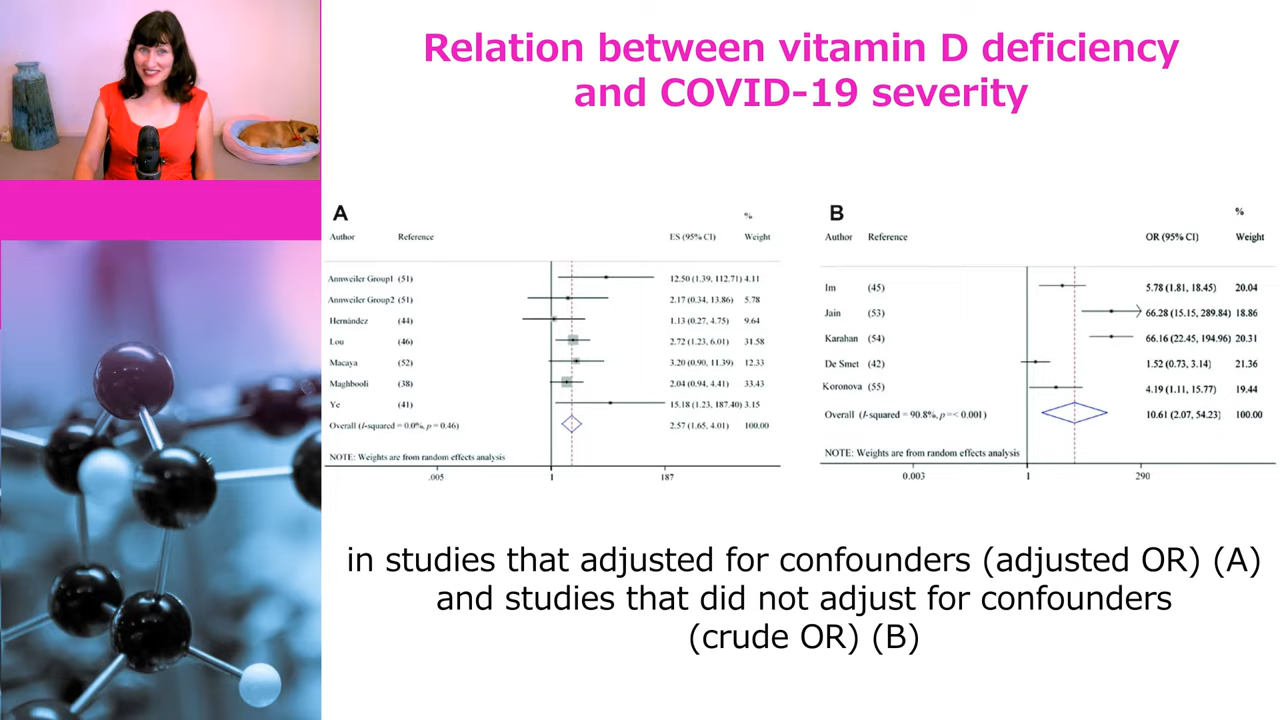 Relation between vitamin D deficiency
and COVID-19 severity
A
%
Author Reference ES (95% CI) Weight
Annweiler Group1 (51) 12.50 (1.39, 112.71) 4.11
Annweiler Group2 (51) 2.17 (0.34, 13.86) 5.78
Hernández (44) 1.13 (0.27, 4.75) 9.64
Lou (46) 2.72 (1.23, 6.01) 31.58
Macaya (52) 3.20 (0.90, 11.39) 12.33
Maghbooli (38) 2.04 (0.94, 4.41) 33.43
Ye (41) 15.18 (1.23, 187.40) 3.15
Overall (I-squared = 0.0%, p = 0.46) 2.57 (1.65, 4.01) 100.00
NOTE: Weights are from random effects analysis
.005 1 187
B
%
Author Reference OR (95% CI) Weight
Im (45) 5.78 (1.81, 18.45) 20.04
Jain (53) 66.28 (15.15, 289.84) 18.86
Karahan (54) 66.16 (22.45, 194.96) 20.31
De Smet (42) 1.52 (0.73, 3.14) 21.36
Koronova (55) 4.19 (1.11, 15.77) 19.44
Overall (I-squared = 90.8%, p =< 0.001) 10.61 (2.07, 54.23) 100.00
NOTE: Weights are from random effects analysis
0.003 1 290
in studies that adjusted for confounders (adjusted OR) (A)
and studies that did not adjust for confounders
(crude OR) (B)